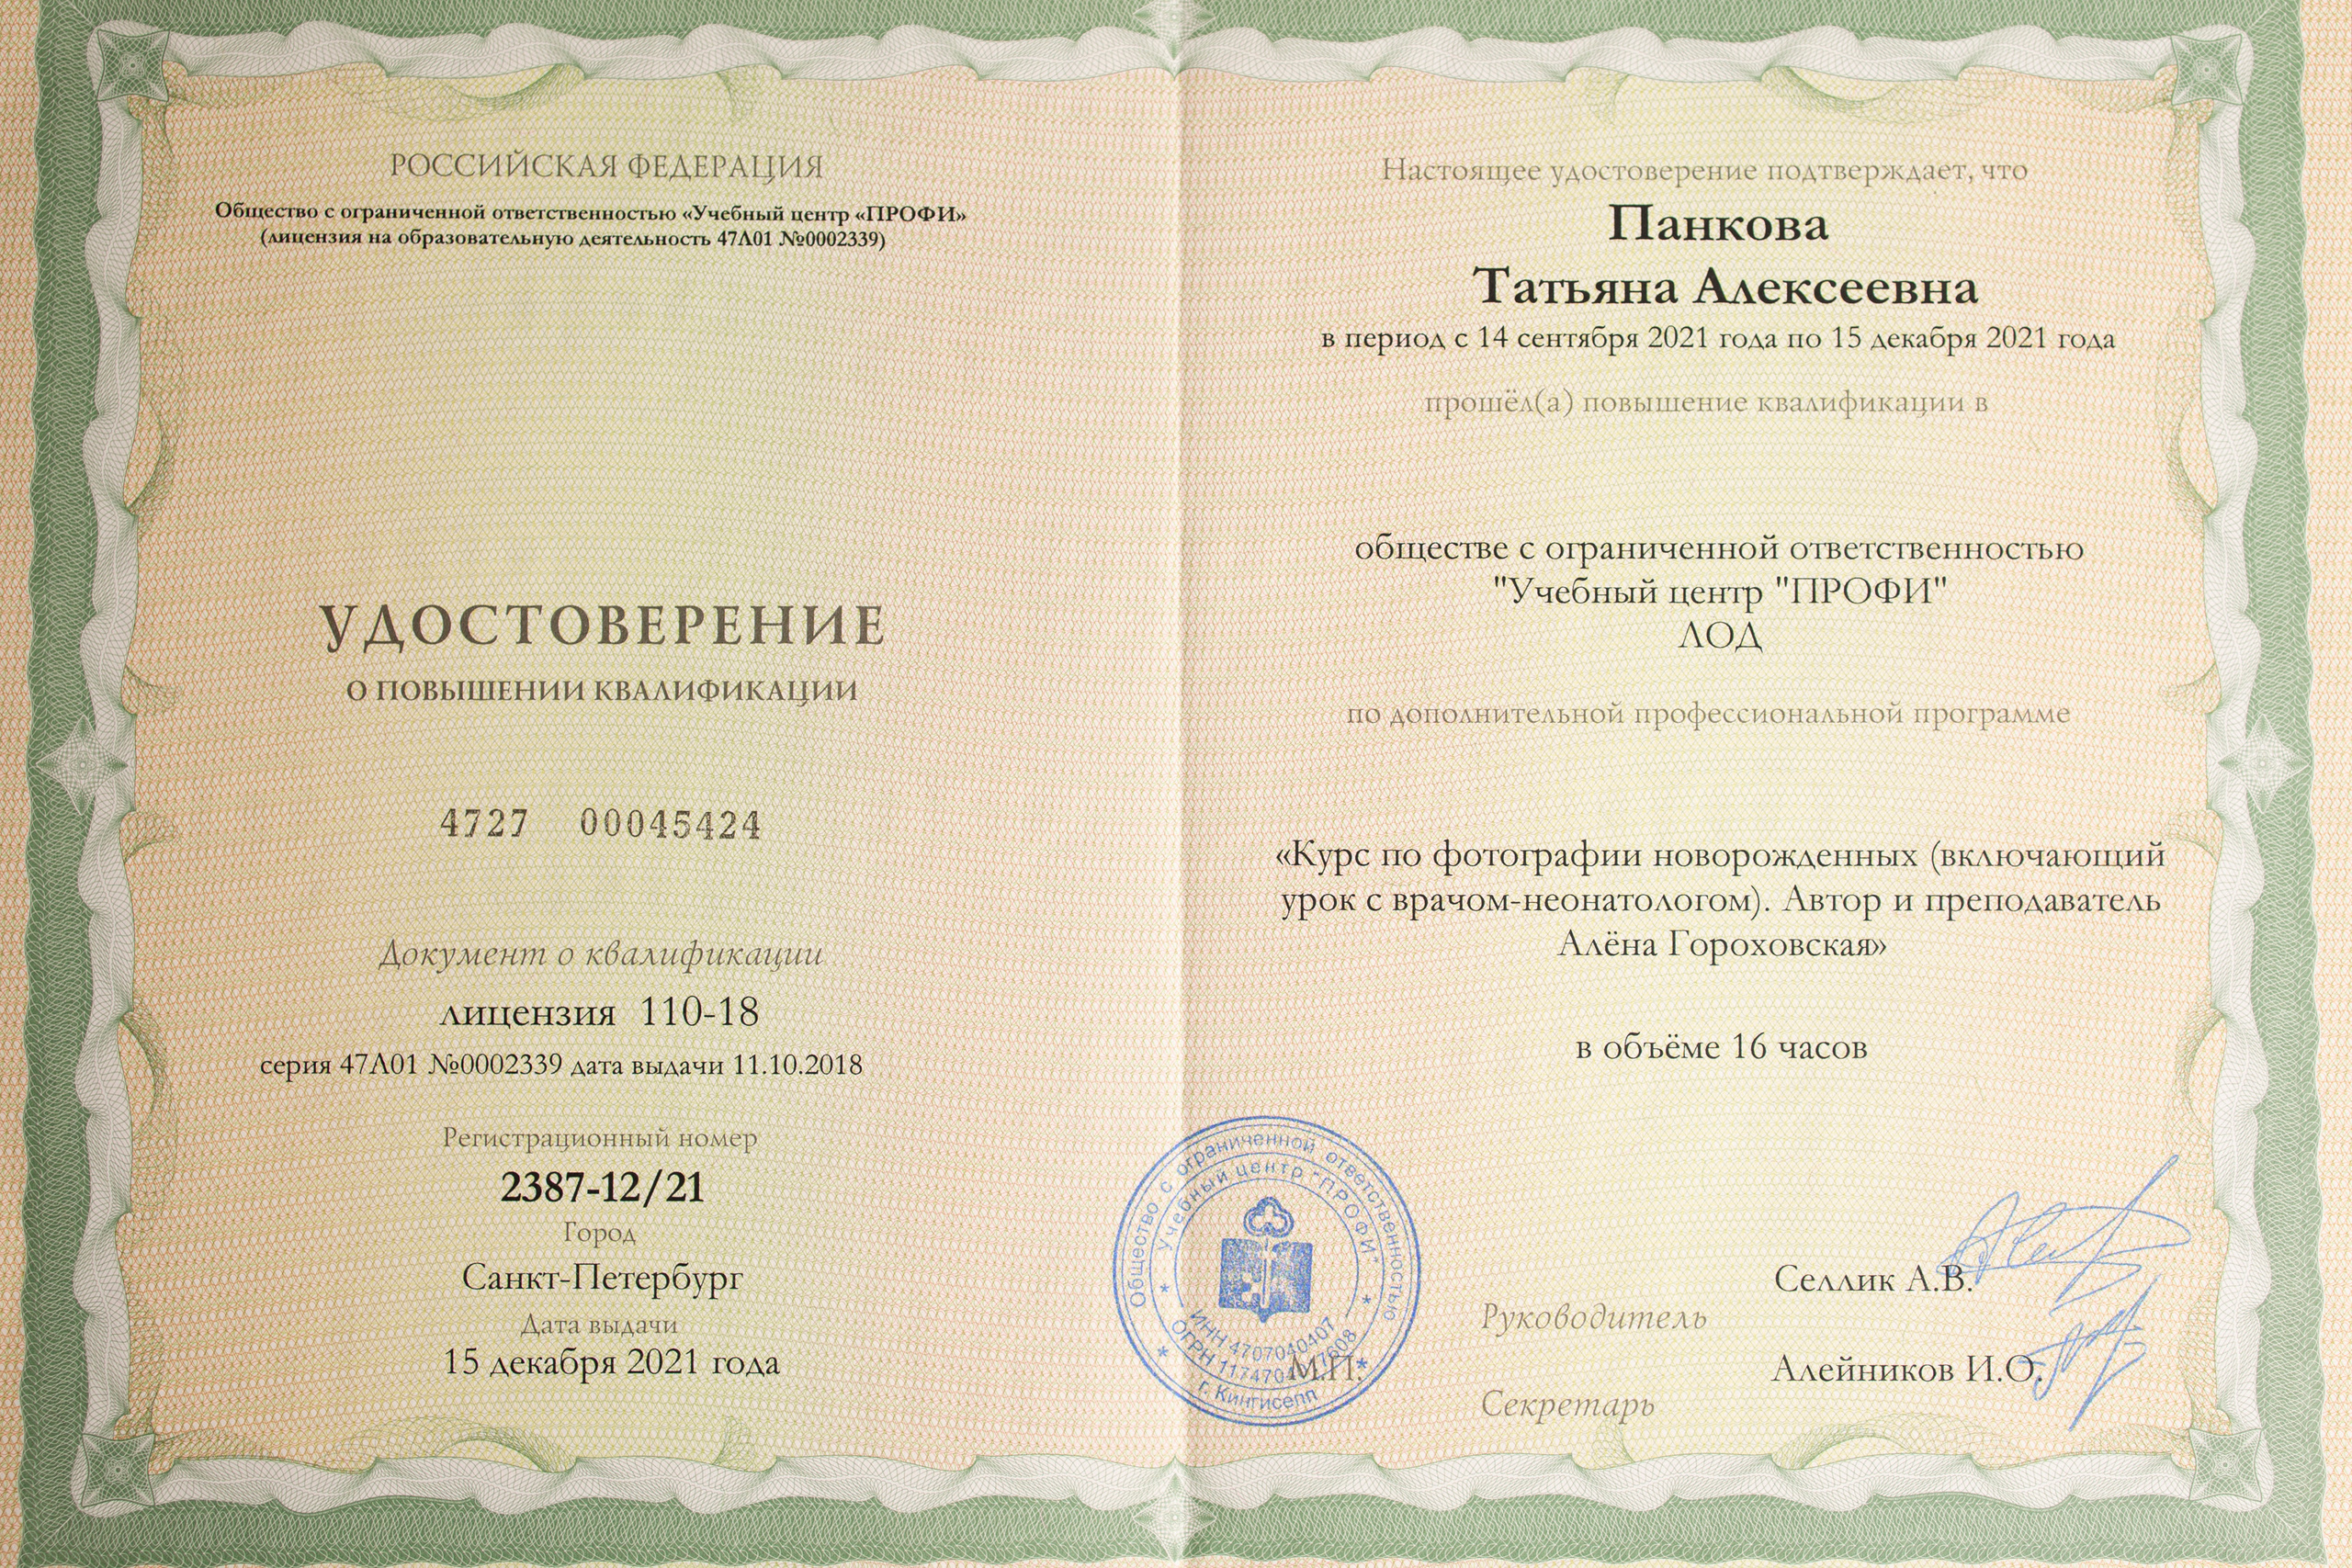 РОССИЙСКАЯ ФЕДЕРАЦИЯ
Общество с ограниченной ответственностью «Учебный центр «ПРОФИ»
(лицензия на образовательную деятельность 47Л01 №0002339)
УДОСТОВЕРЕНИЕ
О ПОВЫШЕНИИ КВАЛИФИКАЦИИ
4727 00045424
Документ о квалификации
лицензия 110-18
серия 47Л01 №0002339 дата выдачи 11.10.2018
Регистрационный номер
2387-12/21
Город
Санкт-Петербург
Дата выдачи
15 декабря 2021 года
Настоящее удостоверение подтверждает, что
Панкова
Татьяна Алексеевна
в период с 14 сентября 2021 года по 15 декабря 2021 года
прошёл(а) повышение квалификации в
обществе с ограниченной ответственностью
"Учебный центр "ПРОФИ"
ЛОД
по дополнительной профессиональной программе
«Курс по фотографии новорожденных (включающий
урок с врачом-неонатологом). Автор и преподаватель
Алёна Гороховская»
в объёме 16 часов
Селлик А.В.
Руководитель
Алейников И.О.
Секретарь
М.П.
Общество с ограниченной ответственностью
Учебный центр "ПРОФИ"
ИНН 4707040407
ОГРН
г. Кингисепп